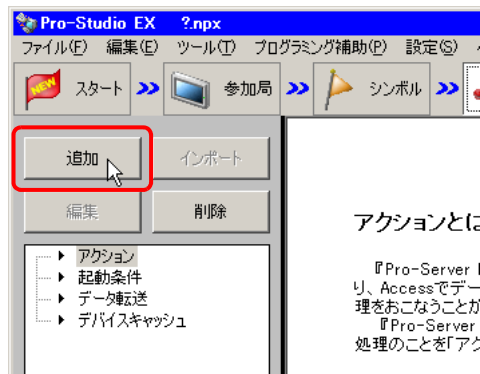 Pro-Studio EX ?.npx
ファイル(F) 編集(E) ツール(T) プログラミング補助(P) 設定(S)
NEW スタート >> 参加局 >> シンボル >>
追加 インポート
編集 削除
アクション
起動条件
データ転送
デバイスキャッシュ
アクションとは
『Pro-Server
り、Accessでデー
理をおこなうことが
『Pro-Server
処理のことを「アク